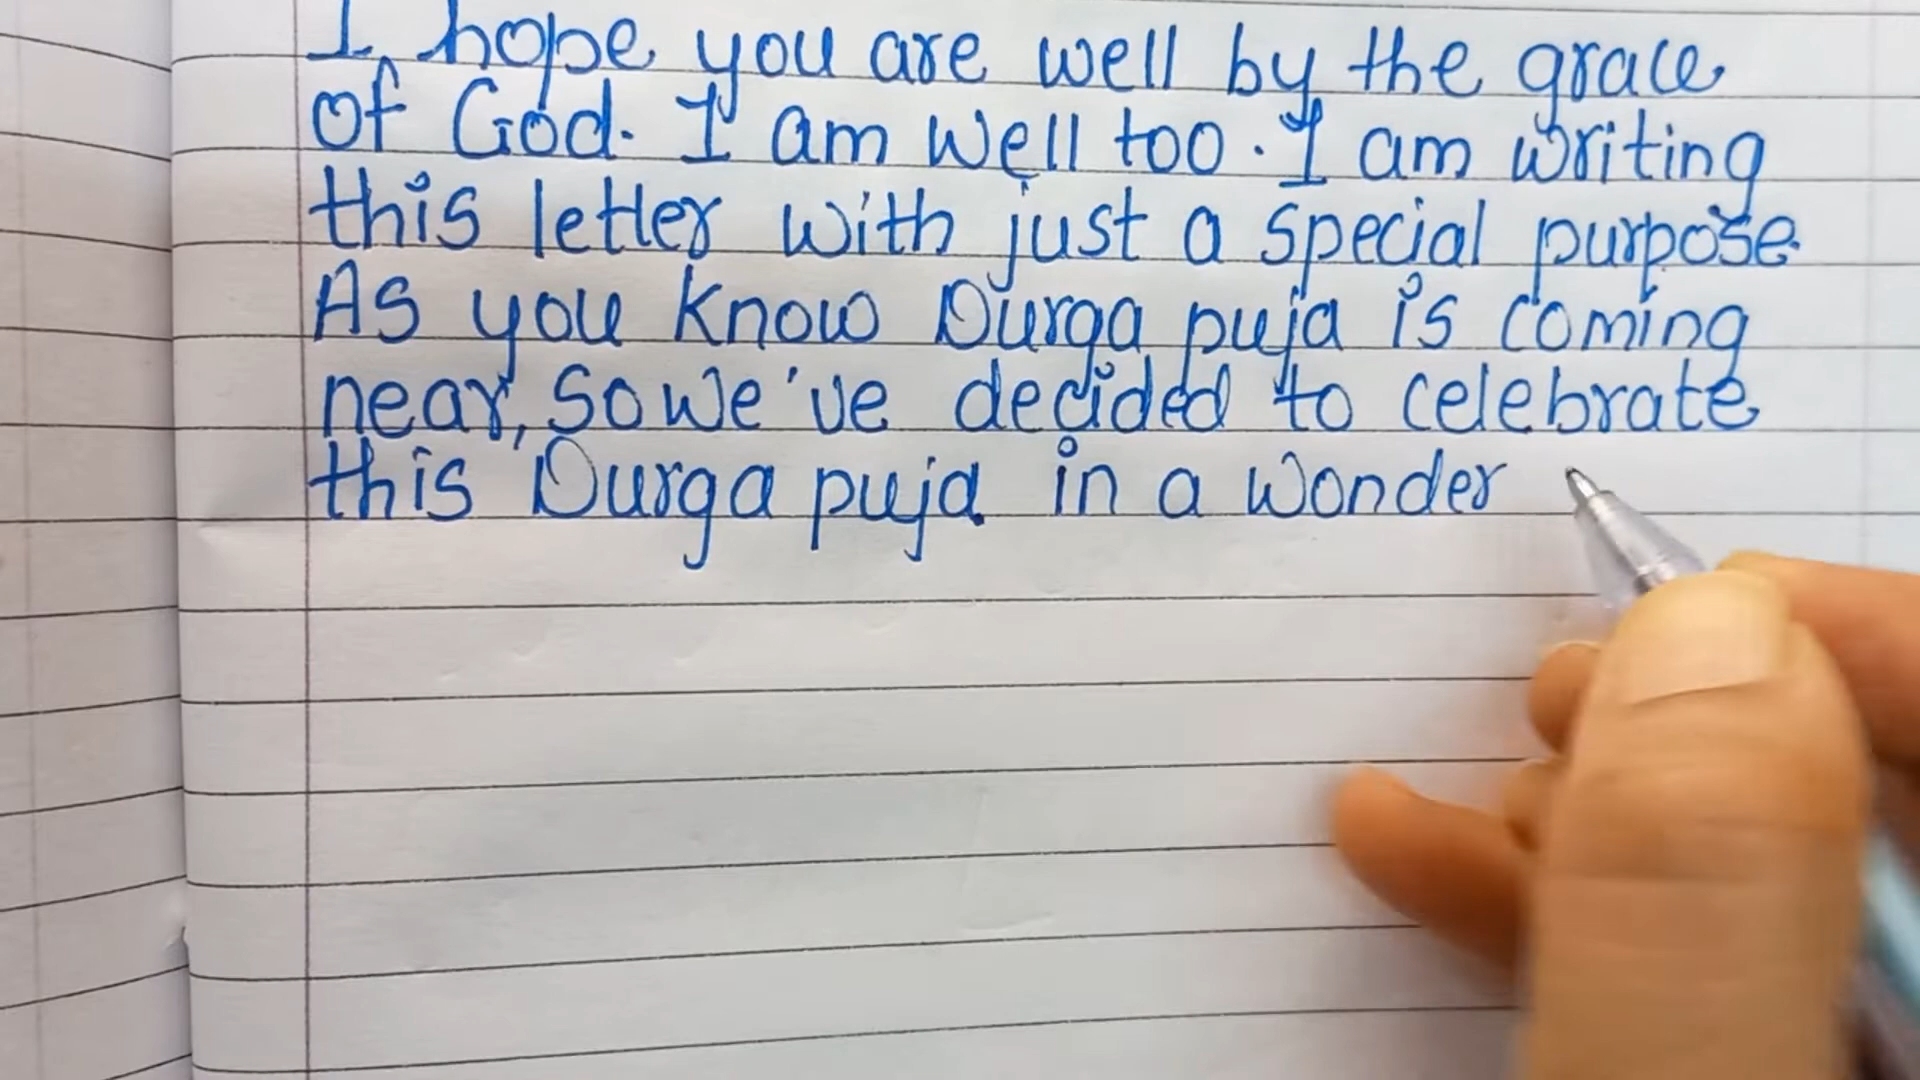 I hope you are well by the grace
of God. I am well too. I am writing
this letter with just a special purpose.
As you know Durga puja is coming
near, so we've decided to celebrate
this Durga puja in a wonder